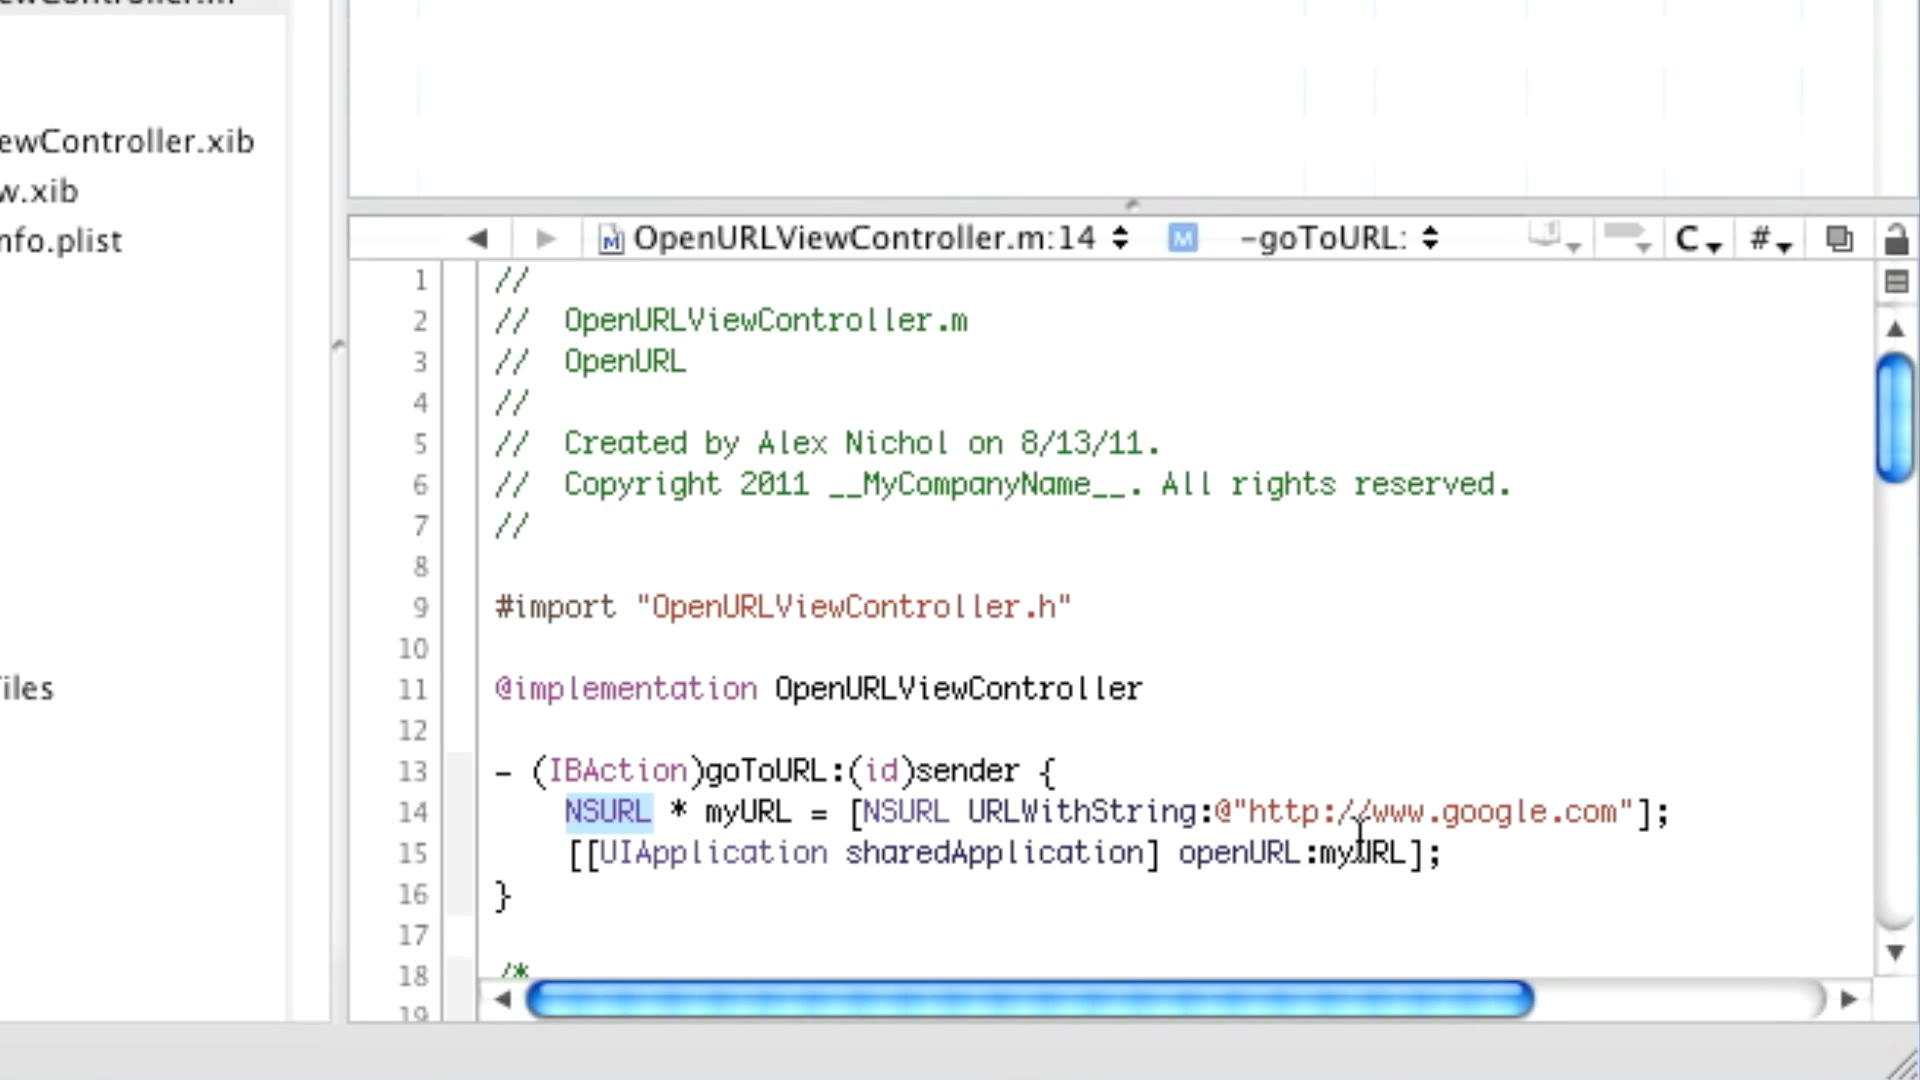 ewController.xib
w.xib
nfo.plist
iles
OpenURLViewController.m:14 M -goToURL: C #
1 //
2 // OpenURLViewController.m
3 // OpenURL
4 //
5 // Created by Alex Nichol on 8/13/11.
6 // Copyright 2011 __MyCompanyName__. All rights reserved.
7 //
8
9 #import "OpenURLViewController.h"
10
11 @implementation OpenURLViewController
12
13 - (IBAction)goToURL:(id)sender {
14 NSURL * myURL = [NSURL URLWithString:@"http://www.google.com"];
15 [[UIApplication sharedApplication] openURL:myURL];
16 }
17
18 /*
19